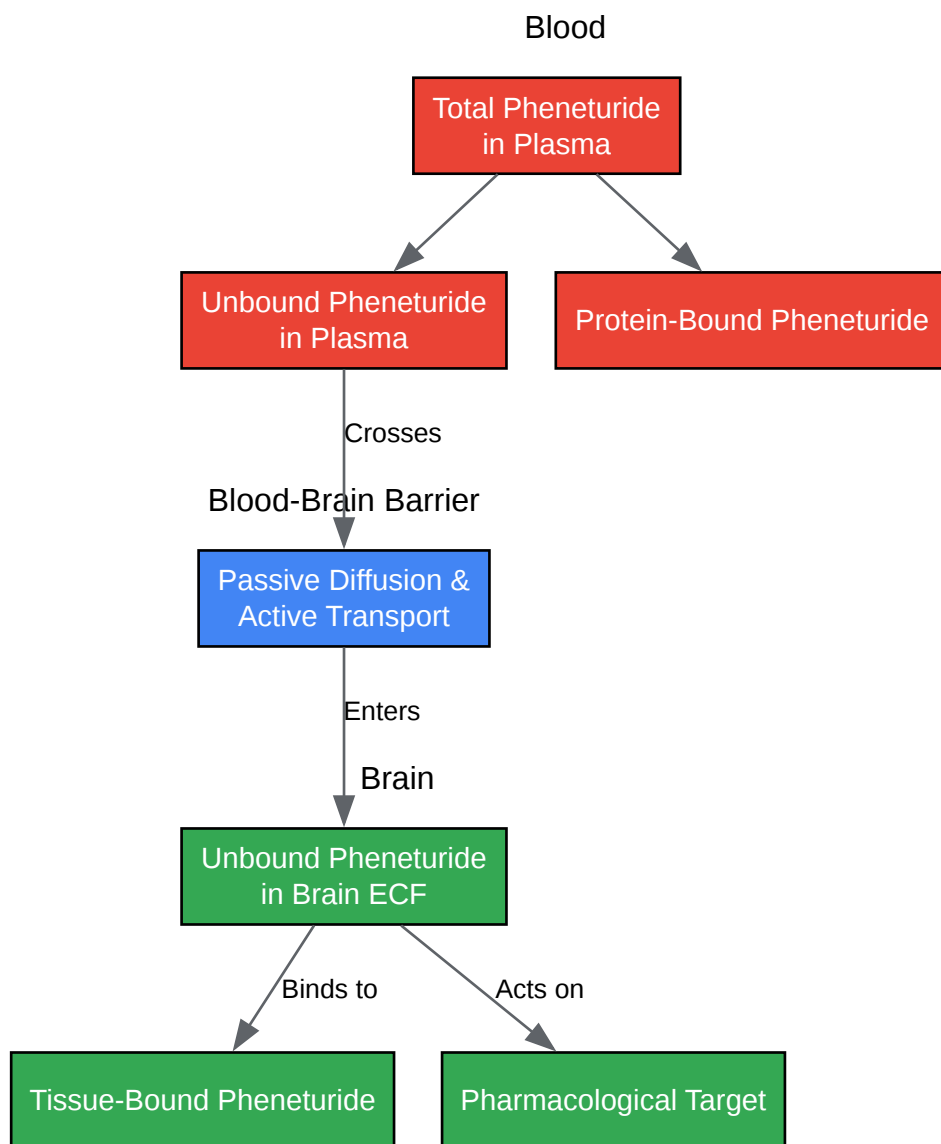 Blood
Total Pheneturide
in Plasma
Unbound Pheneturide
in Plasma
Protein-Bound Pheneturide
Crosses
Blood-Brain Barrier
Passive Diffusion &
Active Transport
Enters
Brain
Unbound Pheneturide
in Brain ECF
Binds to
Acts on
Tissue-Bound Pheneturide
Pharmacological Target